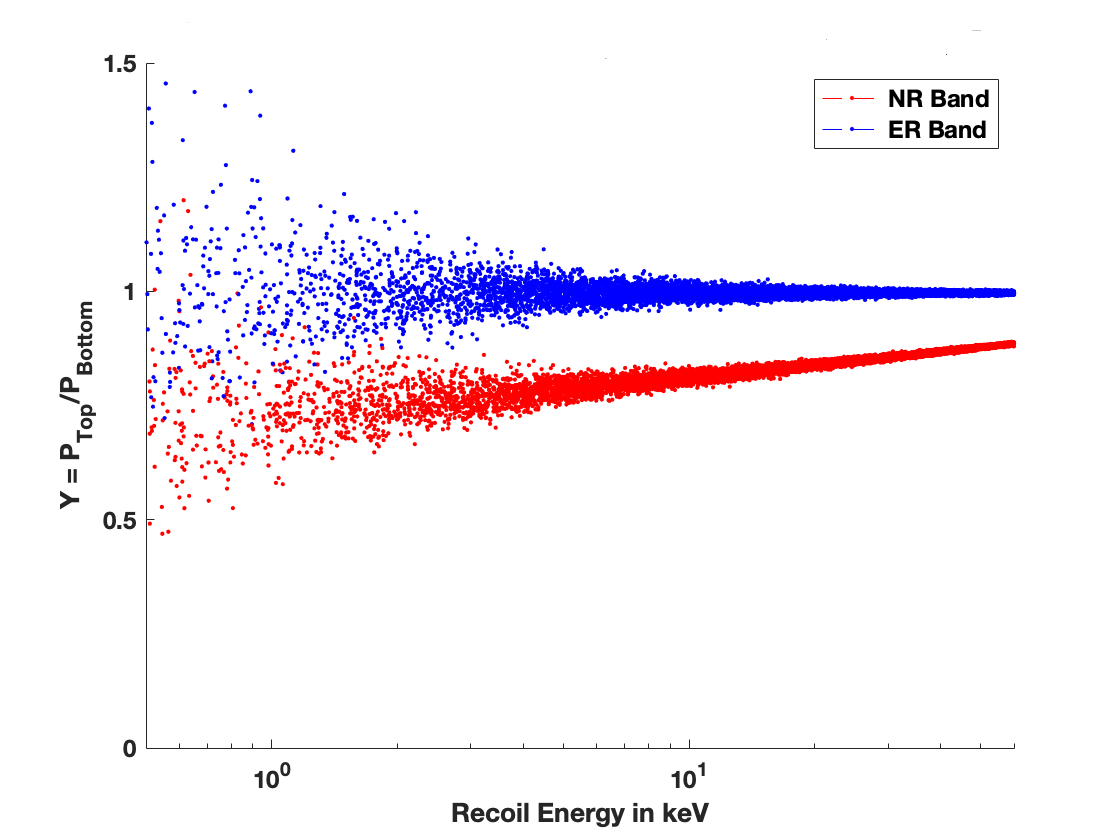 1.5
NR Band
ER Band
1
Y = P_Top/P_Bottom
0.5
0
10^0
10^1
Recoil Energy in keV